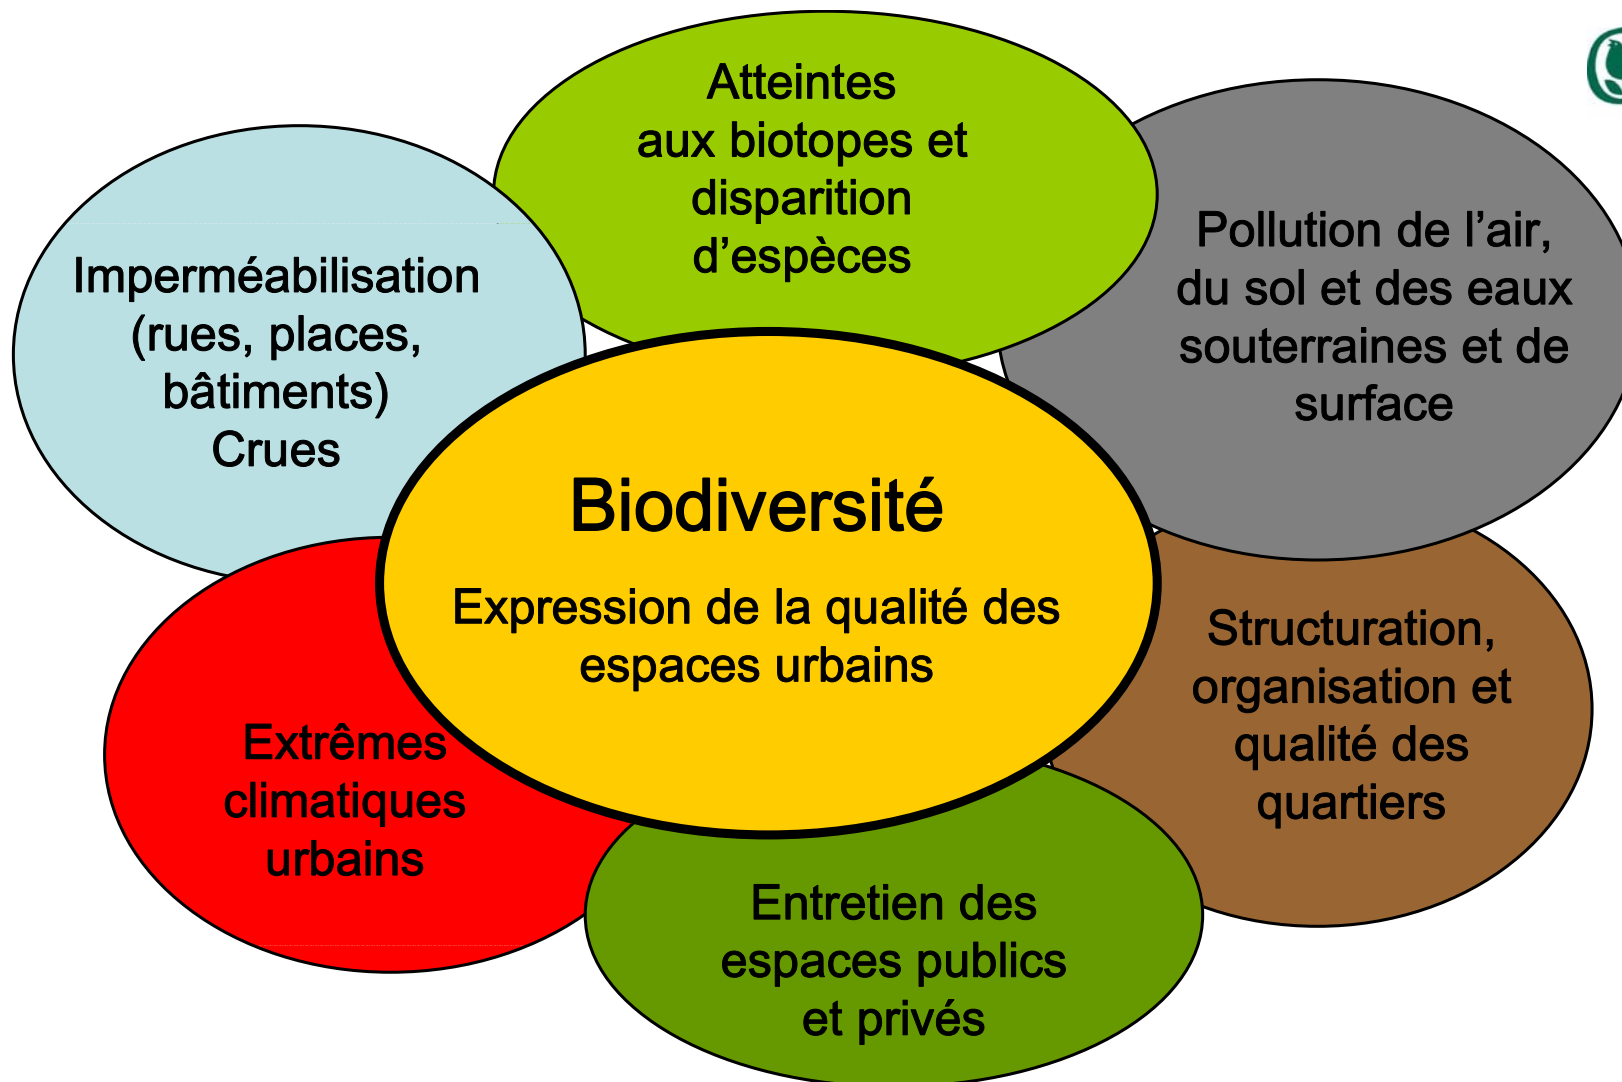 Atteintes
aux biotopes et
disparition
d’espèces
Pollution de l’air,
du sol et des eaux
souterraines et de
surface
Imperméabilisation
(rues, places,
bâtiments)
Crues
Biodiversité
Expression de la qualité des
espaces urbains
Structuration,
organisation et
qualité des
quartiers
Extrêmes
climatiques
urbains
Entretien des
espaces publics
et privés